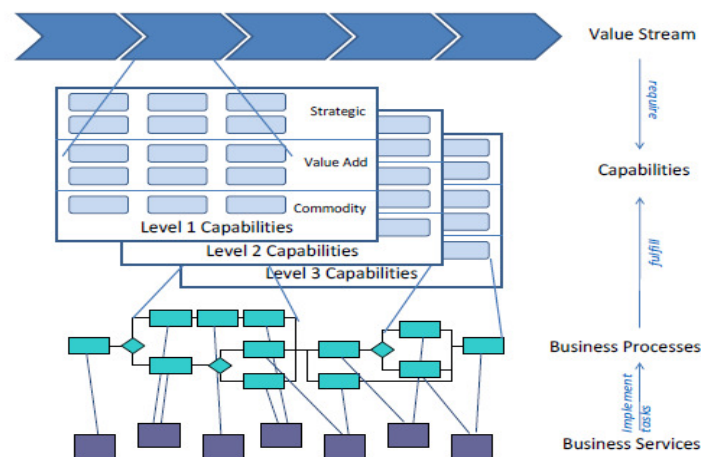 Value Stream
require
Strategic
Value Add
Capabilities
Commodity
Level 1 Capabilities
Level 2 Capabilities
Level 3 Capabilities
fulfill
Business Processes
Implement
tasks
Business Services